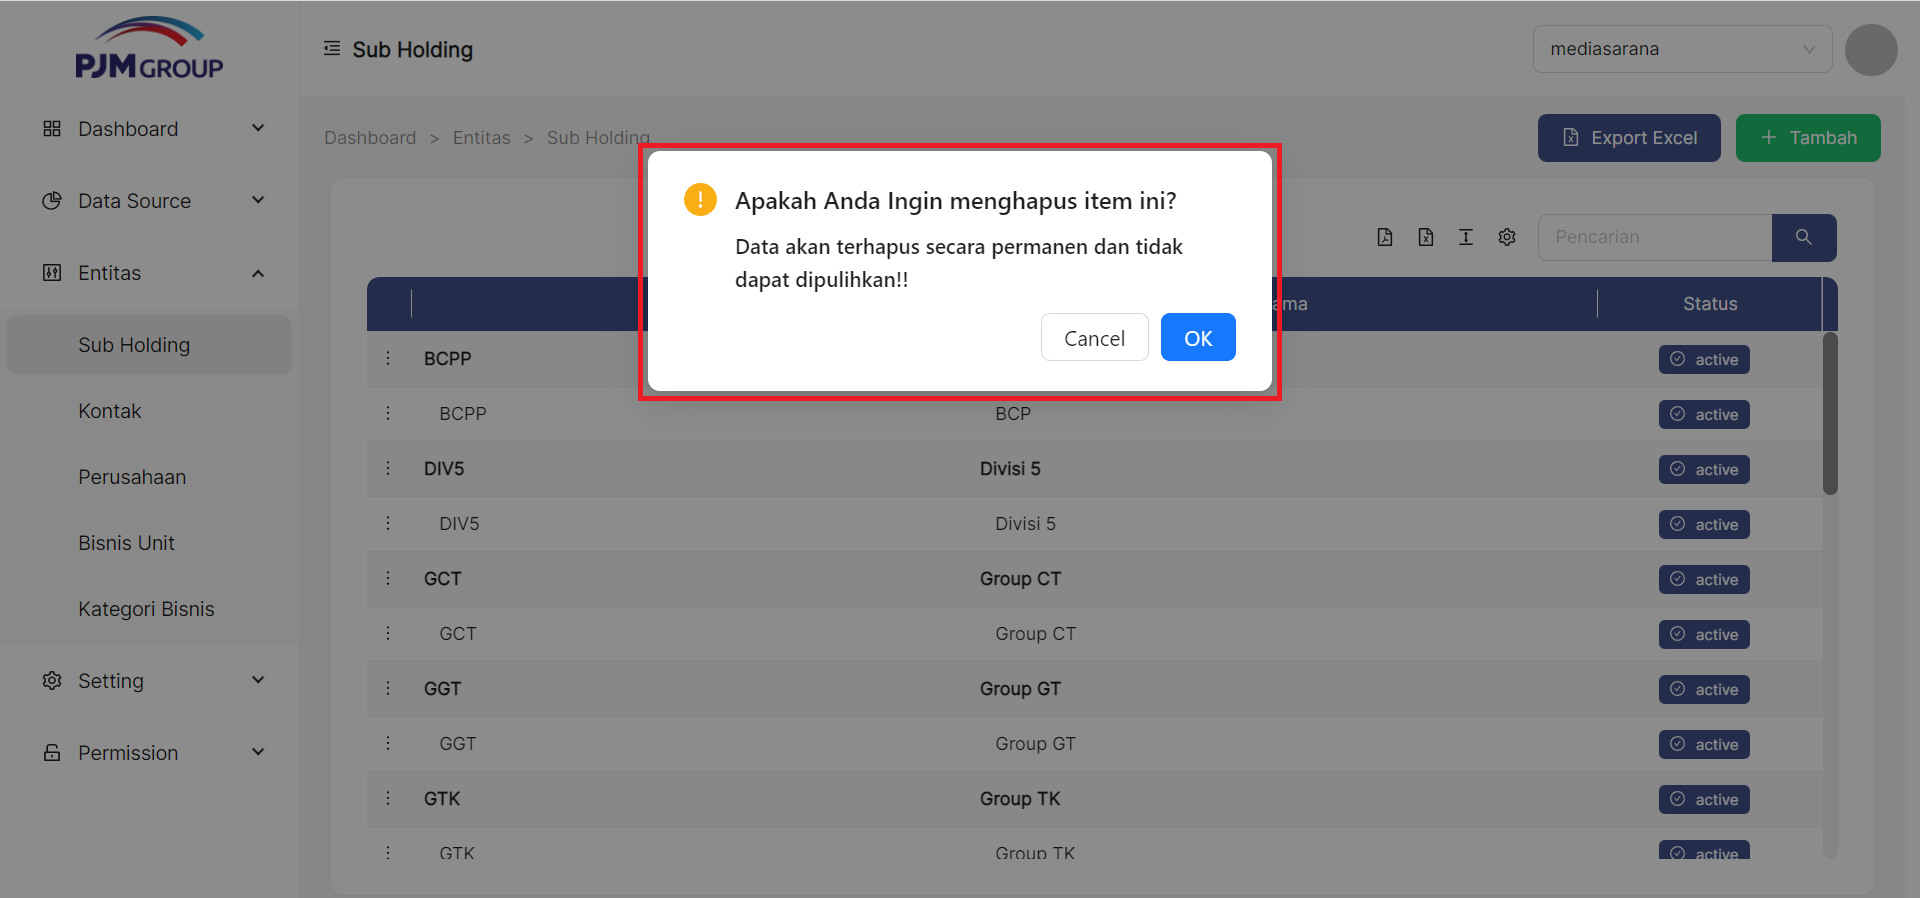 PJM GROUP
Sub Holding
mediasarana
Dashboard
Data Source
Entitas
Sub Holding
Kontak
Perusahaan
Bisnis Unit
Kategori Bisnis
Setting
Permission
Dashboard > Entitas > Sub Holding
Export Excel
Tambah
Pencarian
Apakah Anda Ingin menghapus item ini?
Data akan terhapus secara permanen dan tidak
dapat dipulihkan!!
Cancel
OK
ama
Status
BCPP
active
BCPP
BCP
active
DIV5
Divisi 5
active
DIV5
Divisi 5
active
GCT
Group CT
active
GCT
Group CT
active
GGT
Group GT
active
GGT
Group GT
active
GTK
Group TK
active
GTK
Group TK
active